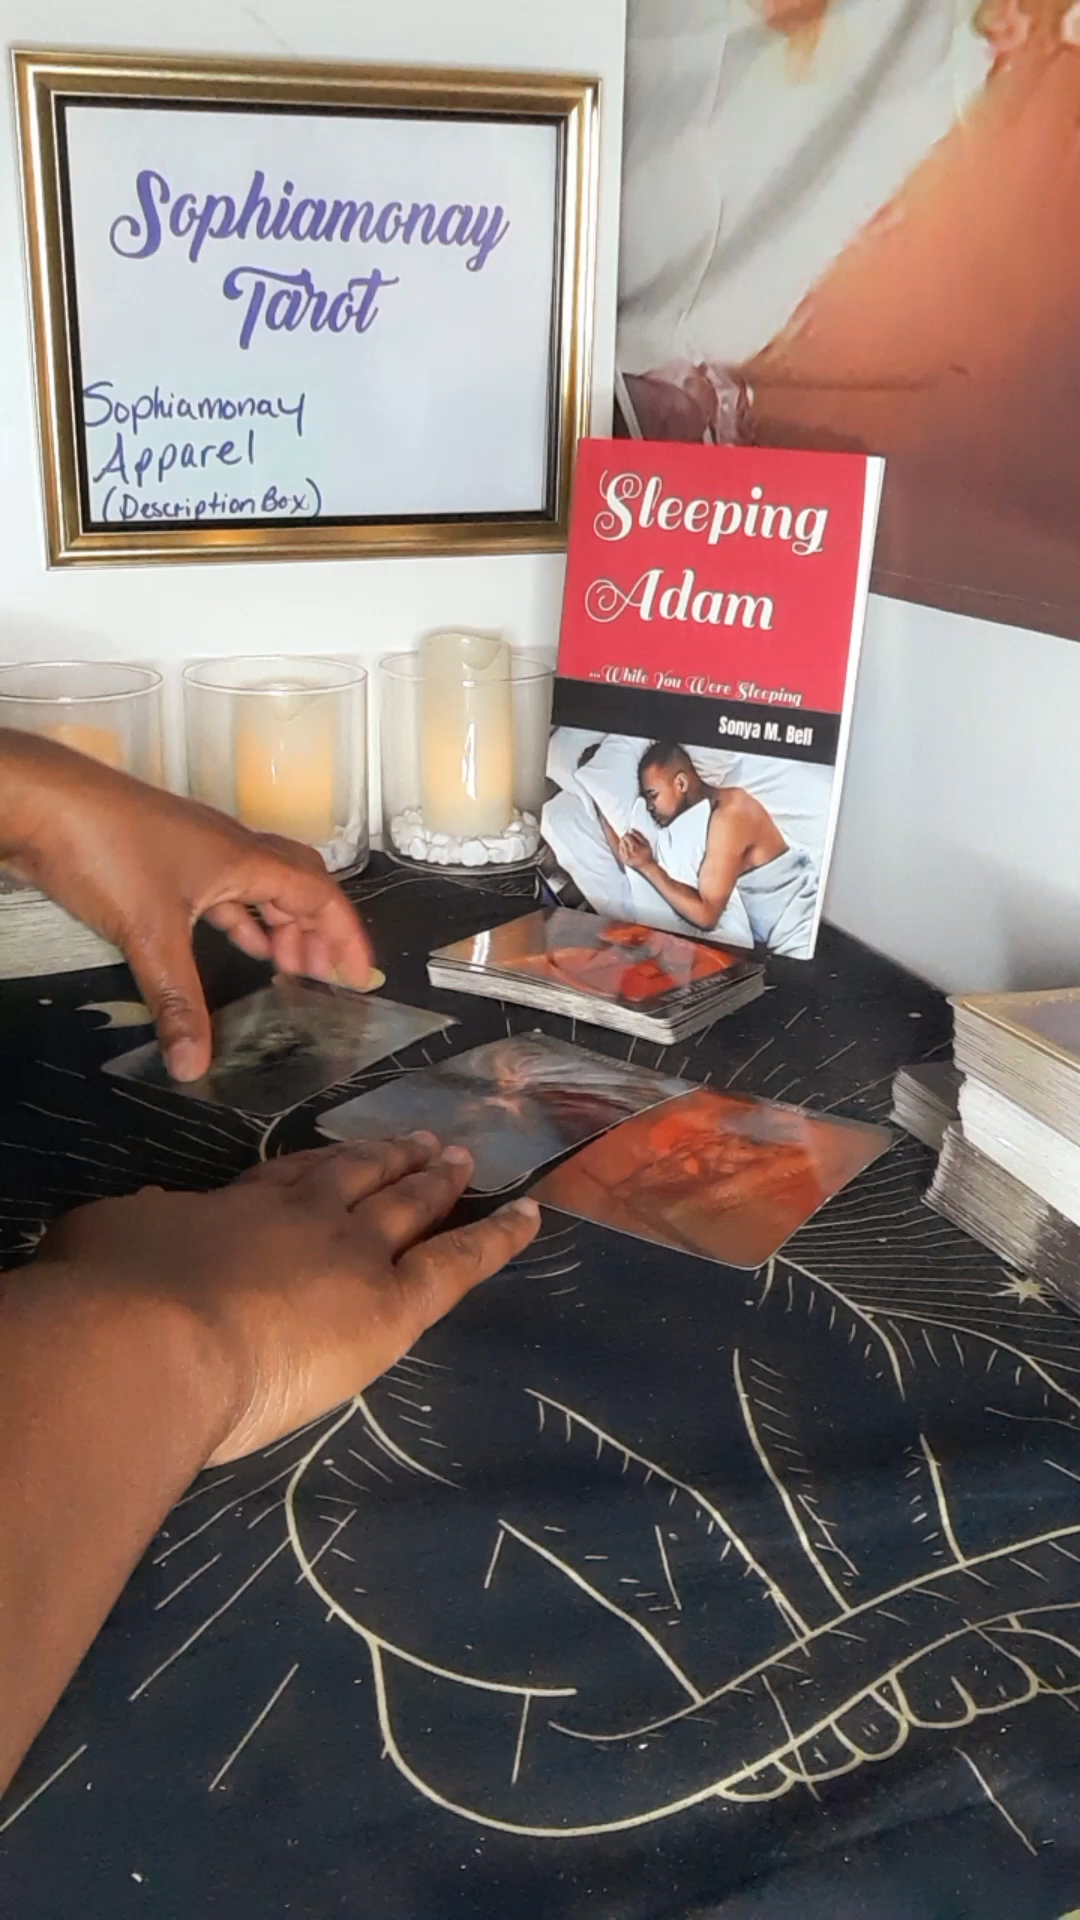 Sophiamonay
Tarot
Sophiamonay
Apparel
(Description Box)
Sleeping
Adam
...While You Were Sleeping
Sonya M. Bell